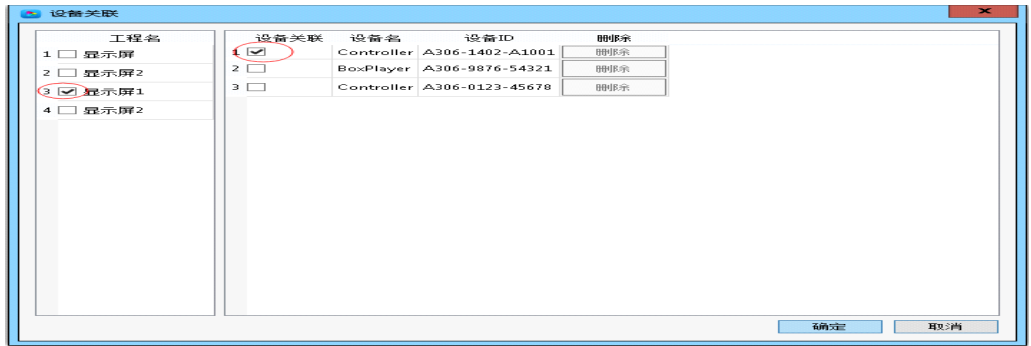 设备关联
工程名
1 显示屏
2 显示屏2
3 显示屏1
4 显示屏2
设备关联 设备名 设备ID 删除
1 Controller A306-1402-A1001 删除
2 BoxPlayer A306-9876-54321 删除
3 Controller A306-0123-45678 删除
确定 取消